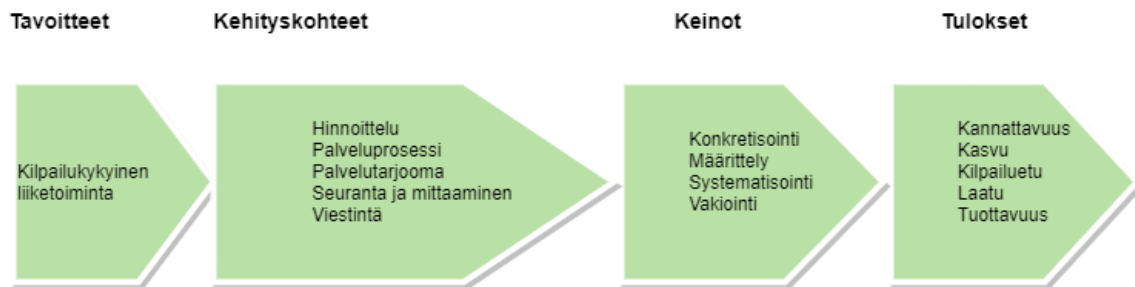 Tavoitteet
Kehityskohteet
Keinot
Tulokset
Kilpailukykyinen
liiketoiminta
Hinnoittelu
Palveluprosessi
Palvelutarjooma
Seuranta ja mittaaminen
Viestintä
Konkretisointi
Määrittely
Systematisointi
Vakiointi
Kannattavuus
Kasvu
Kilpailuetu
Laatu
Tuottavuus